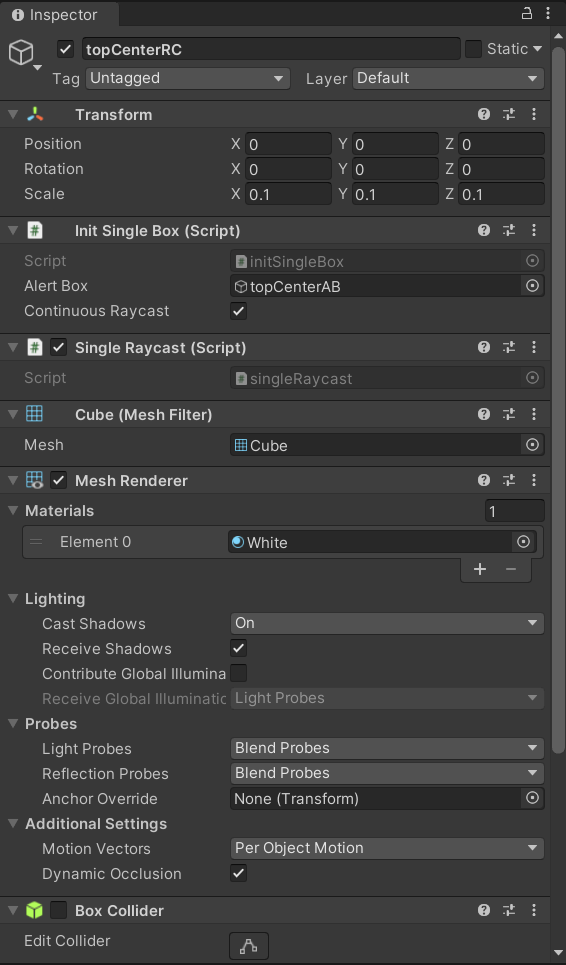 Inspector
topCenterRC
Static
Tag Untagged Layer Default
Transform
Position X 0 Y 0 Z 0
Rotation X 0 Y 0 Z 0
Scale X 0.1 Y 0.1 Z 0.1
Init Single Box (Script)
Script initSingleBox
Alert Box topCenterAB
Continuous Raycast
Single Raycast (Script)
Script singleRaycast
Cube (Mesh Filter)
Mesh Cube
Mesh Renderer
Materials 1
Element 0 White
Lighting
Cast Shadows On
Receive Shadows
Contribute Global Illumina
Receive Global Illuminatic Light Probes
Probes
Light Probes Blend Probes
Reflection Probes Blend Probes
Anchor Override None (Transform)
Additional Settings
Motion Vectors Per Object Motion
Dynamic Occlusion
Box Collider
Edit Collider